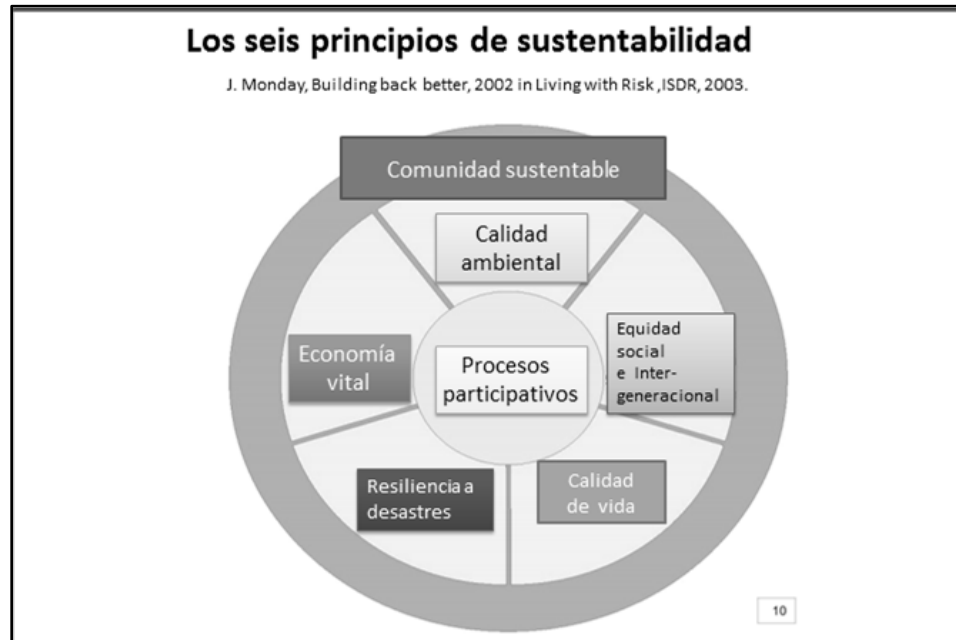 Los seis principios de sustentabilidad
J. Monday, Building back better, 2002 in Living with Risk ,ISDR, 2003.
Comunidad sustentable
Calidad
ambiental
Economía
vital
Procesos
participativos
Equidad
social
e Inter-
generacional
Resiliencia a
desastres
Calidad
de vida
10